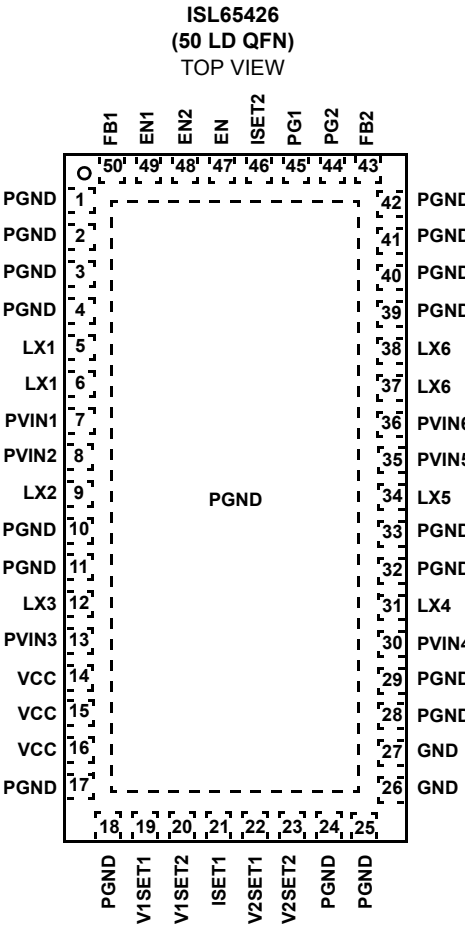 ISL65426
(50 LD QFN)
TOP VIEW
FB1 EN1 EN2 EN ISET2 PG1 PG2 FB2
50 49 48 47 46 45 44 43
PGND 1 42 PGND
PGND 2 41 PGND
PGND 3 40 PGND
PGND 4 39 PGND
LX1 5 38 LX6
LX1 6 37 LX6
PVIN1 7 36 PVIN6
PVIN2 8 35 PVIN5
LX2 9 PGND 34 LX5
PGND 10 33 PGND
PGND 11 32 PGND
LX3 12 31 LX4
PVIN3 13 30 PVIN4
VCC 14 29 PGND
VCC 15 28 PGND
VCC 16 27 GND
PGND 17 26 GND
18 19 20 21 22 23 24 25
PGND V1SET1 V1SET2 ISET1 V2SET1 V2SET2 PGND PGND